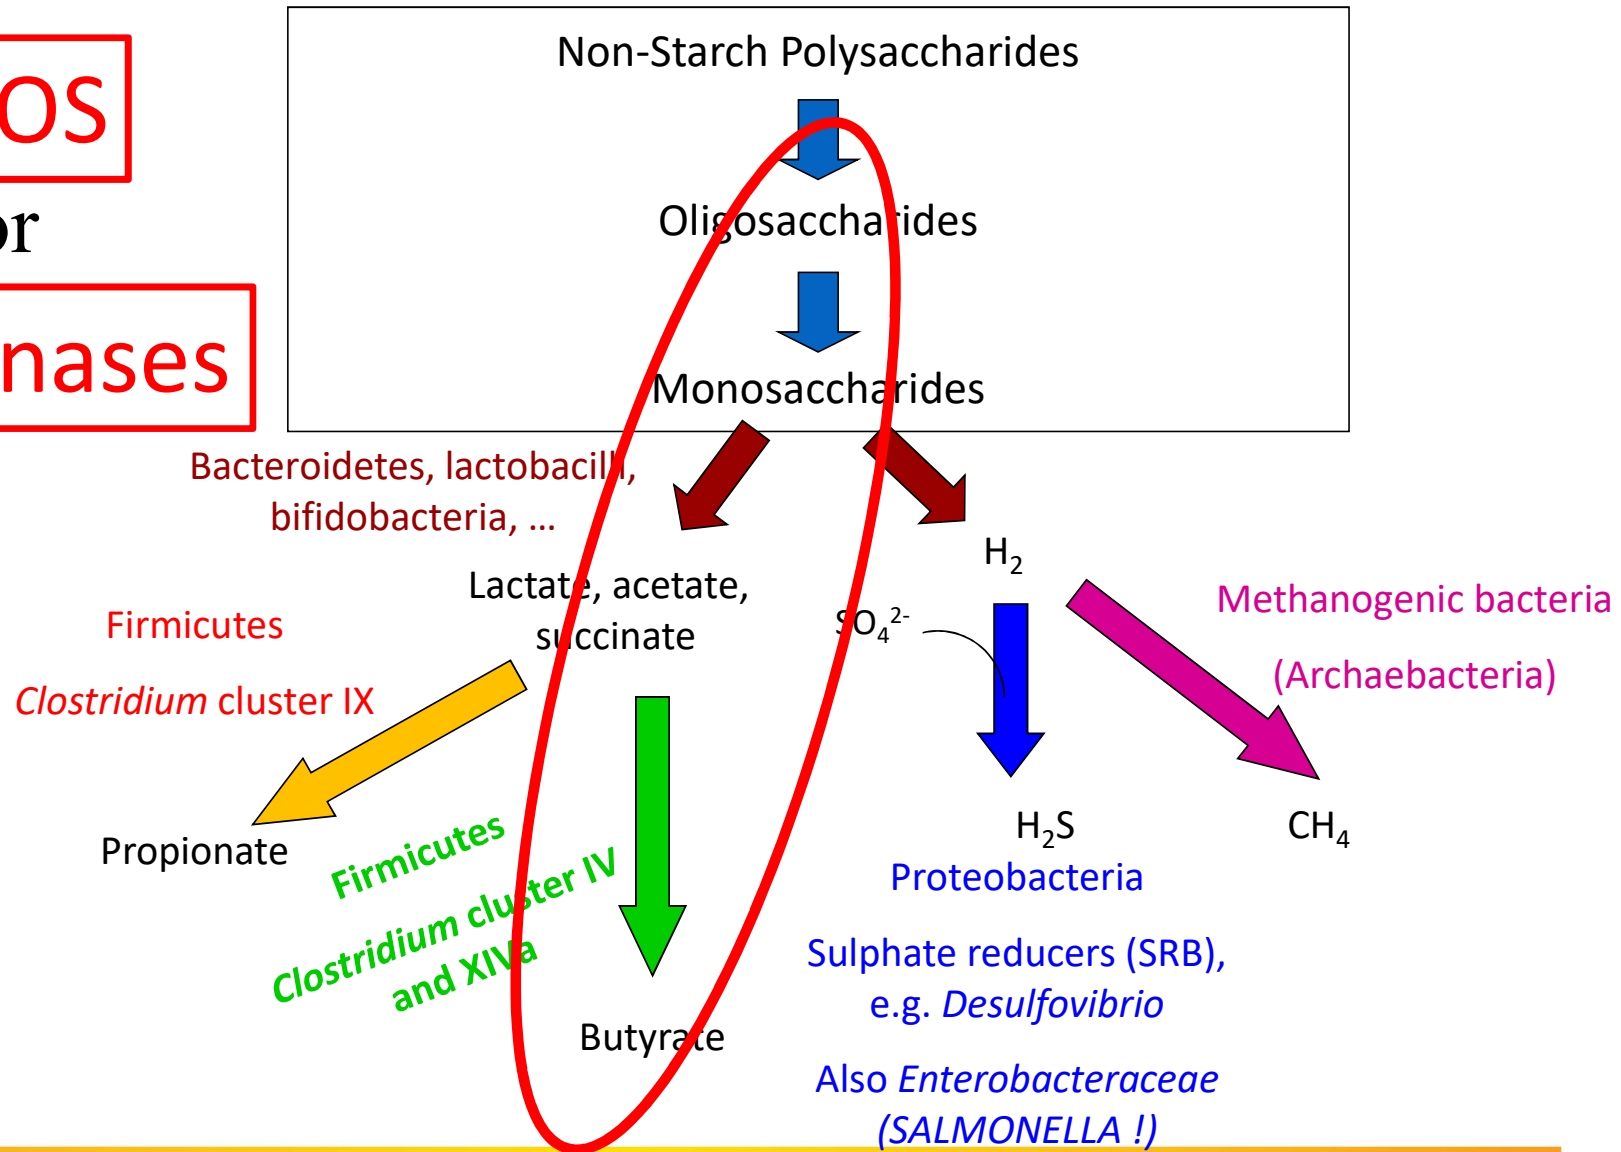 Non-Starch Polysaccharides
OS
or
Oligosaccharides
nases
Monosaccharides
Bacteroidetes, lactobacilli,
bifidobacteria, ...
H₂
Lactate, acetate,
succinate
SO₄²⁻
Methanogenic bacteria
(Archaebacteria)
Firmicutes
Clostridium cluster IX
Propionate
Firmicutes
Clostridium cluster IV
and XIVa
Butyrate
H₂S
CH₄
Proteobacteria
Sulphate reducers (SRB),
e.g. Desulfovibrio
Also Enterobacteraceae
(SALMONELLA !)